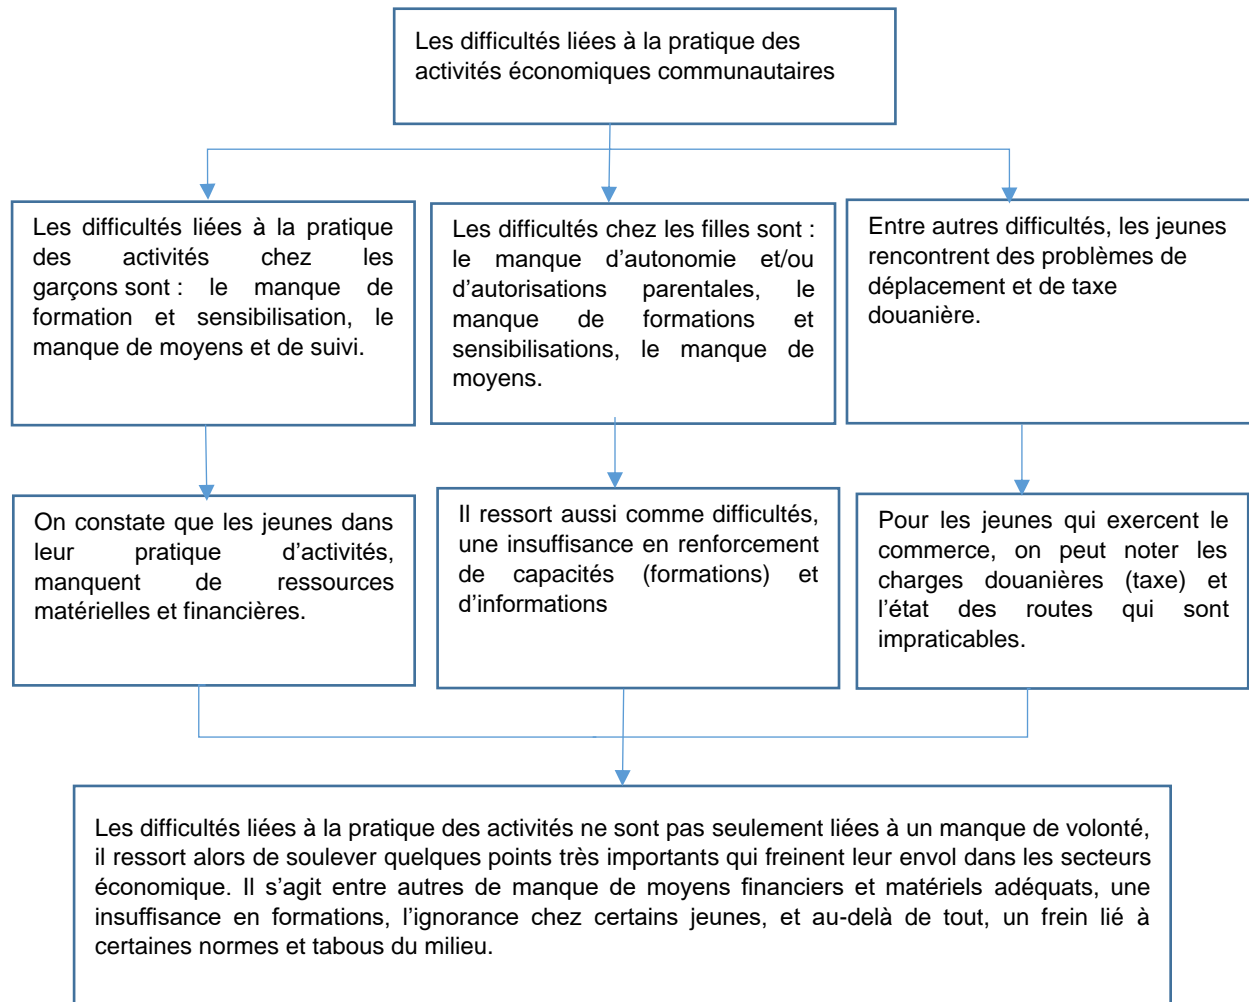 Les difficultés liées à la pratique des
activités économiques communautaires
Les difficultés liées à la pratique
des activités chez les
garçons sont : le manque de
formation et sensibilisation, le
manque de moyens et de suivi.
Les difficultés chez les filles sont :
le manque d’autonomie et/ou
d’autorisations parentales, le
manque de formations et
sensibilisations, le manque de
moyens.
Entre autres difficultés, les jeunes
rencontrent des problèmes de
déplacement et de taxe
douanière.
On constate que les jeunes dans
leur pratique d’activités,
manquent de ressources
matérielles et financières.
Il ressort aussi comme difficultés,
une insuffisance en renforcement
de capacités (formations) et
d’informations
Pour les jeunes qui exercent le
commerce, on peut noter les
charges douanières (taxe) et
l’état des routes qui sont
impraticables.
Les difficultés liées à la pratique des activités ne sont pas seulement liées à un manque de volonté,
il ressort alors de soulever quelques points très importants qui freinent leur envol dans les secteurs
économique. Il s’agit entre autres de manque de moyens financiers et matériels adéquats, une
insuffisance en formations, l’ignorance chez certains jeunes, et au-delà de tout, un frein lié à
certaines normes et tabous du milieu.